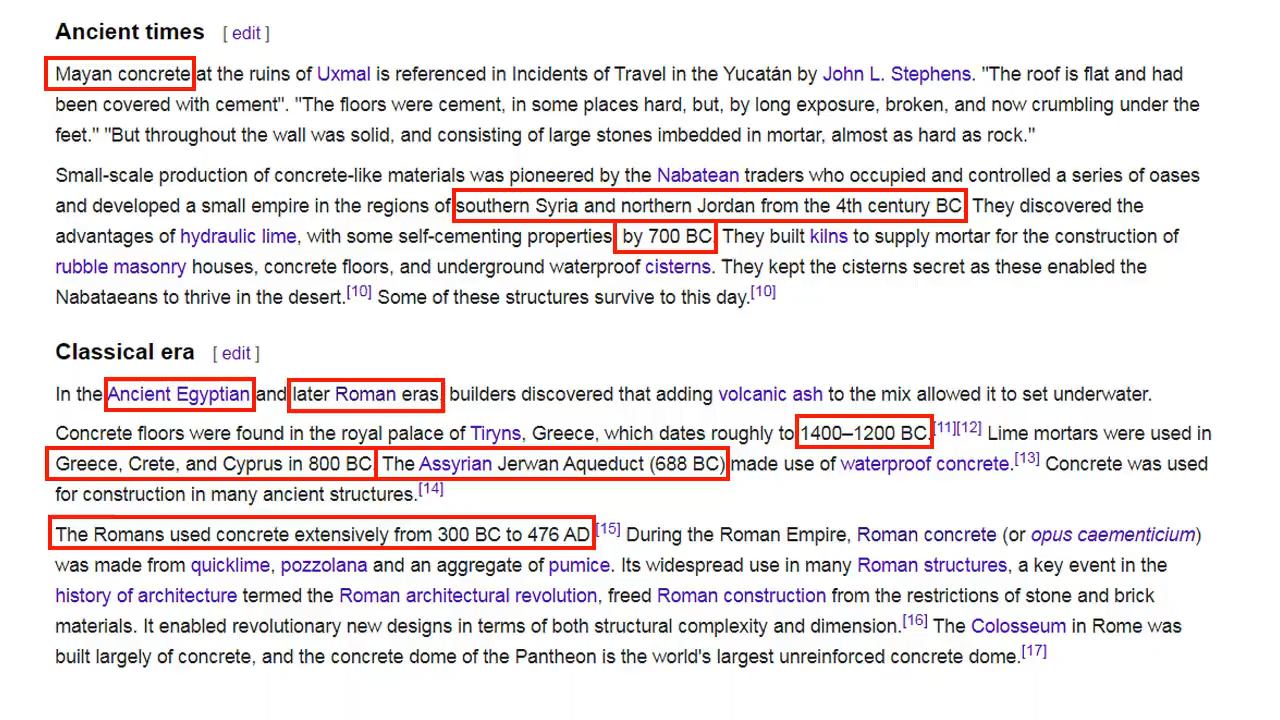 Ancient times [ edit ]
Mayan concrete at the ruins of Uxmal is referenced in Incidents of Travel in the Yucatán by John L. Stephens. "The roof is flat and had
been covered with cement". "The floors were cement, in some places hard, but, by long exposure, broken, and now crumbling under the
feet." "But throughout the wall was solid, and consisting of large stones imbedded in mortar, almost as hard as rock."
Small-scale production of concrete-like materials was pioneered by the Nabatean traders who occupied and controlled a series of oases
and developed a small empire in the regions of southern Syria and northern Jordan from the 4th century BC. They discovered the
advantages of hydraulic lime, with some self-cementing properties, by 700 BC. They built kilns to supply mortar for the construction of
rubble masonry houses, concrete floors, and underground waterproof cisterns. They kept the cisterns secret as these enabled the
Nabataeans to thrive in the desert.[10] Some of these structures survive to this day.[10]
Classical era [ edit ]
In the Ancient Egyptian and later Roman eras, builders discovered that adding volcanic ash to the mix allowed it to set underwater.
Concrete floors were found in the royal palace of Tiryns, Greece, which dates roughly to 1400–1200 BC.[11][12] Lime mortars were used in
Greece, Crete, and Cyprus in 800 BC. The Assyrian Jerwan Aqueduct (688 BC) made use of waterproof concrete.[13] Concrete was used
for construction in many ancient structures.[14]
The Romans used concrete extensively from 300 BC to 476 AD.[15] During the Roman Empire, Roman concrete (or opus caementicium)
was made from quicklime, pozzolana and an aggregate of pumice. Its widespread use in many Roman structures, a key event in the
history of architecture termed the Roman architectural revolution, freed Roman construction from the restrictions of stone and brick
materials. It enabled revolutionary new designs in terms of both structural complexity and dimension.[16] The Colosseum in Rome was
built largely of concrete, and the concrete dome of the Pantheon is the world's largest unreinforced concrete dome.[17]